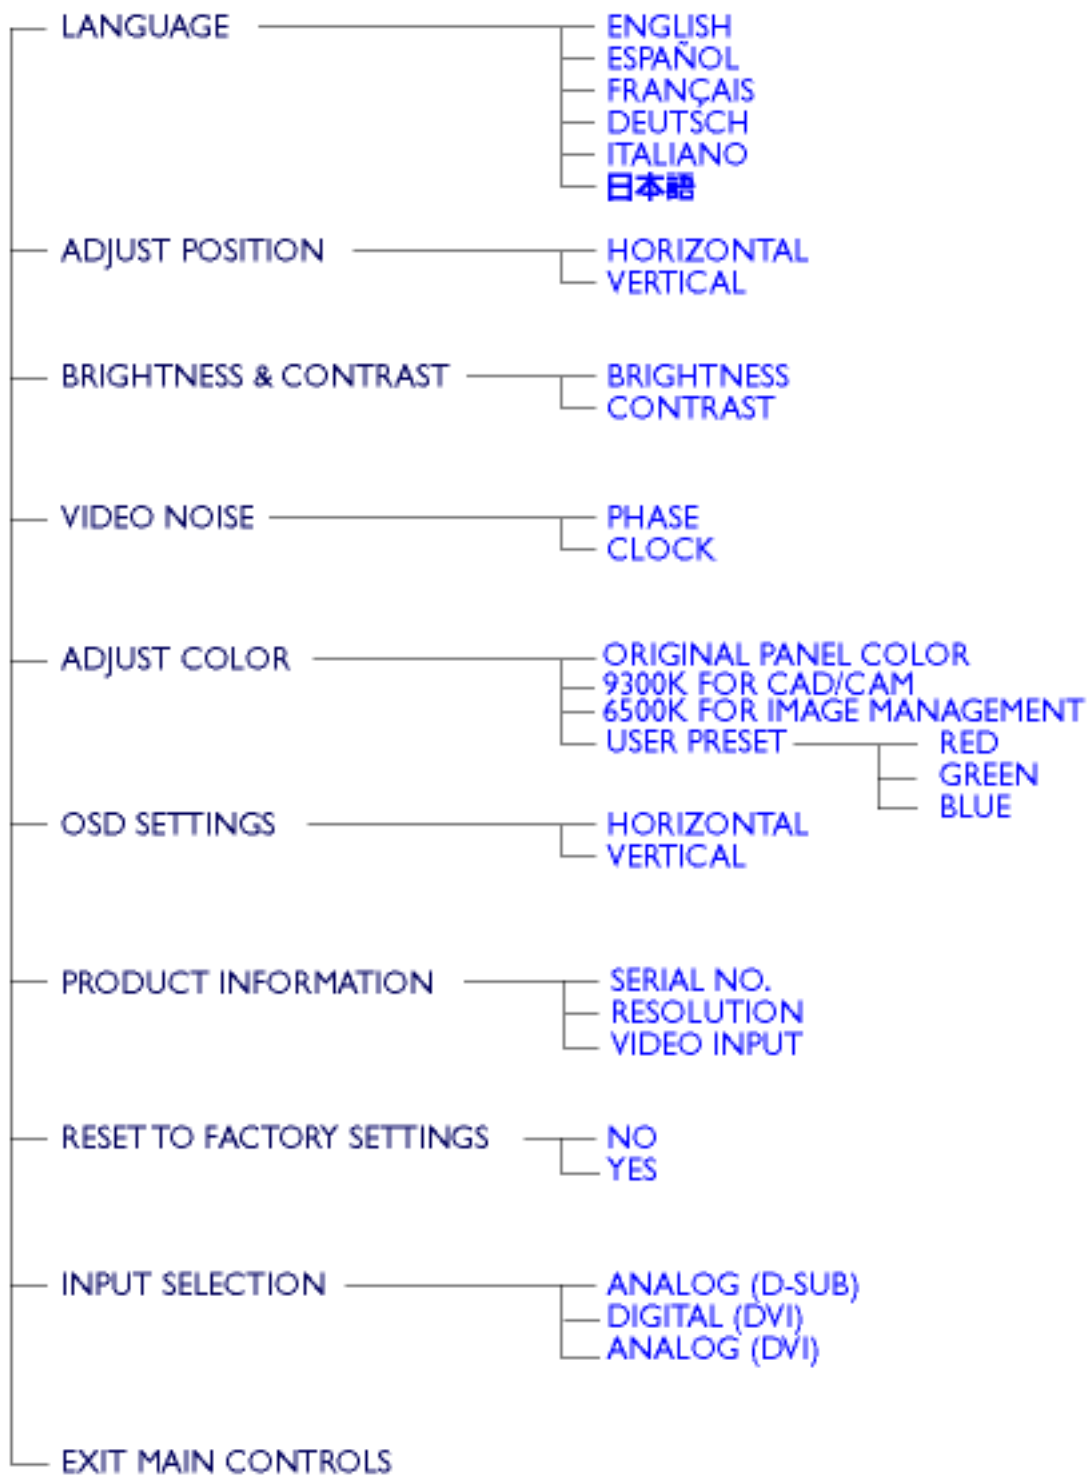 LANGUAGE ENGLISH
ESPAÑOL
FRANÇAIS
DEUTSCH
ITALIANO
日本語
ADJUST POSITION HORIZONTAL
VERTICAL
BRIGHTNESS & CONTRAST BRIGHTNESS
CONTRAST
VIDEO NOISE PHASE
CLOCK
ADJUST COLOR ORIGINAL PANEL COLOR
9300K FOR CAD/CAM
6500K FOR IMAGE MANAGEMENT
USER PRESET RED
GREEN
BLUE
OSD SETTINGS HORIZONTAL
VERTICAL
PRODUCT INFORMATION SERIAL NO.
RESOLUTION
VIDEO INPUT
RESET TO FACTORY SETTINGS NO
YES
INPUT SELECTION ANALOG (D-SUB)
DIGITAL (DVI)
ANALOG (DVI)
EXIT MAIN CONTROLS